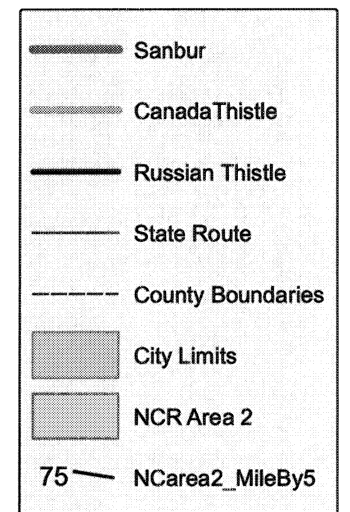 Sanbur
CanadaThistle
Russian Thistle
State Route
County Boundaries
City Limits
NCR Area 2
75 NCarea2_MileBy5